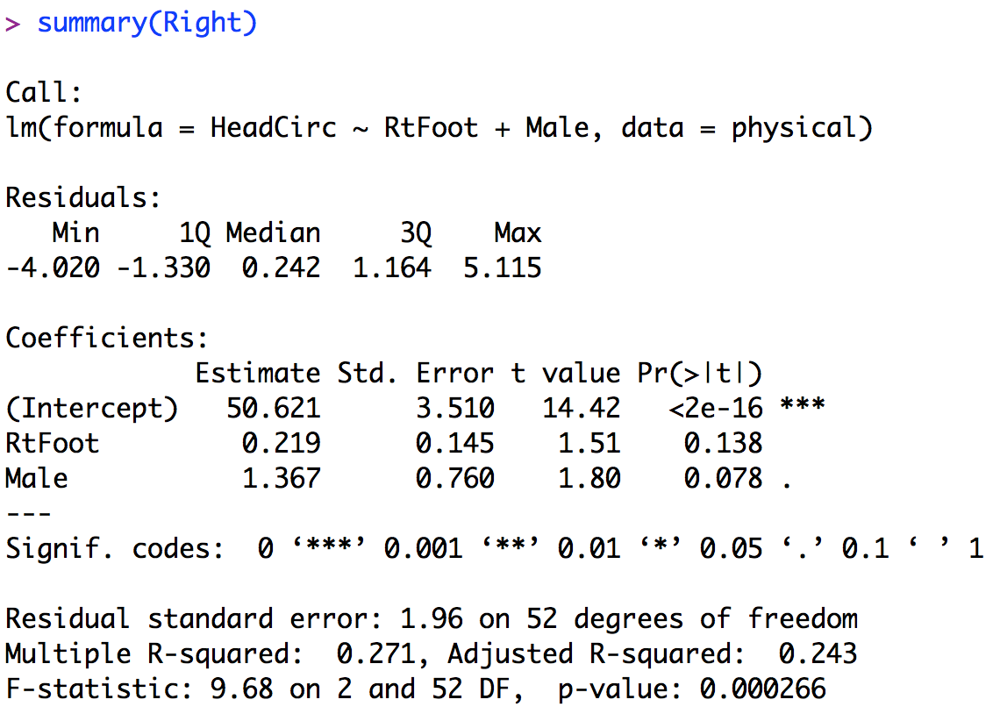 > summary(Right)
Call:
lm(formula = HeadCirc ~ RtFoot + Male, data = physical)
Residuals:
   Min     1Q Median     3Q    Max
-4.020 -1.330  0.242  1.164  5.115
Coefficients:
            Estimate Std. Error t value Pr(>|t|)
(Intercept)   50.621      3.510   14.42   <2e-16 ***
RtFoot         0.219      0.145    1.51    0.138
Male           1.367      0.760    1.80    0.078 .
---
Signif. codes:  0 ‘***’ 0.001 ‘**’ 0.01 ‘*’ 0.05 ‘.’ 0.1 ‘ ’ 1
Residual standard error: 1.96 on 52 degrees of freedom
Multiple R-squared:  0.271, Adjusted R-squared:  0.243
F-statistic: 9.68 on 2 and 52 DF,  p-value: 0.000266